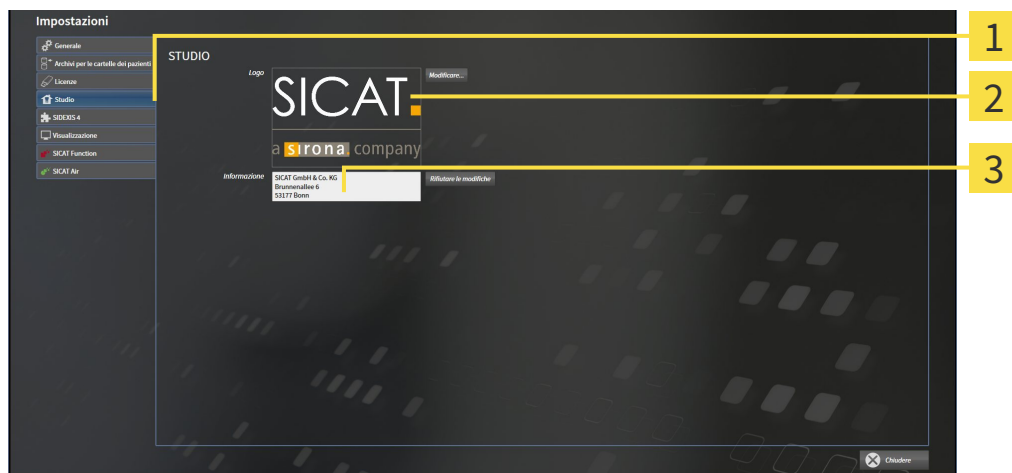 Impostazioni
Generale
Archivi per le cartelle dei pazienti
Licenze
Studio
SIDEXIS 4
Visualizzazione
SICAT Function
SICAT Air
STUDIO
Logo
SICAT.
a sirona. company
Modificare...
Informazione
SICAT GmbH & Co. KG
Brunnenallee 6
53177 Bonn
Rifiutare le modifiche
Chiudere
1
2
3